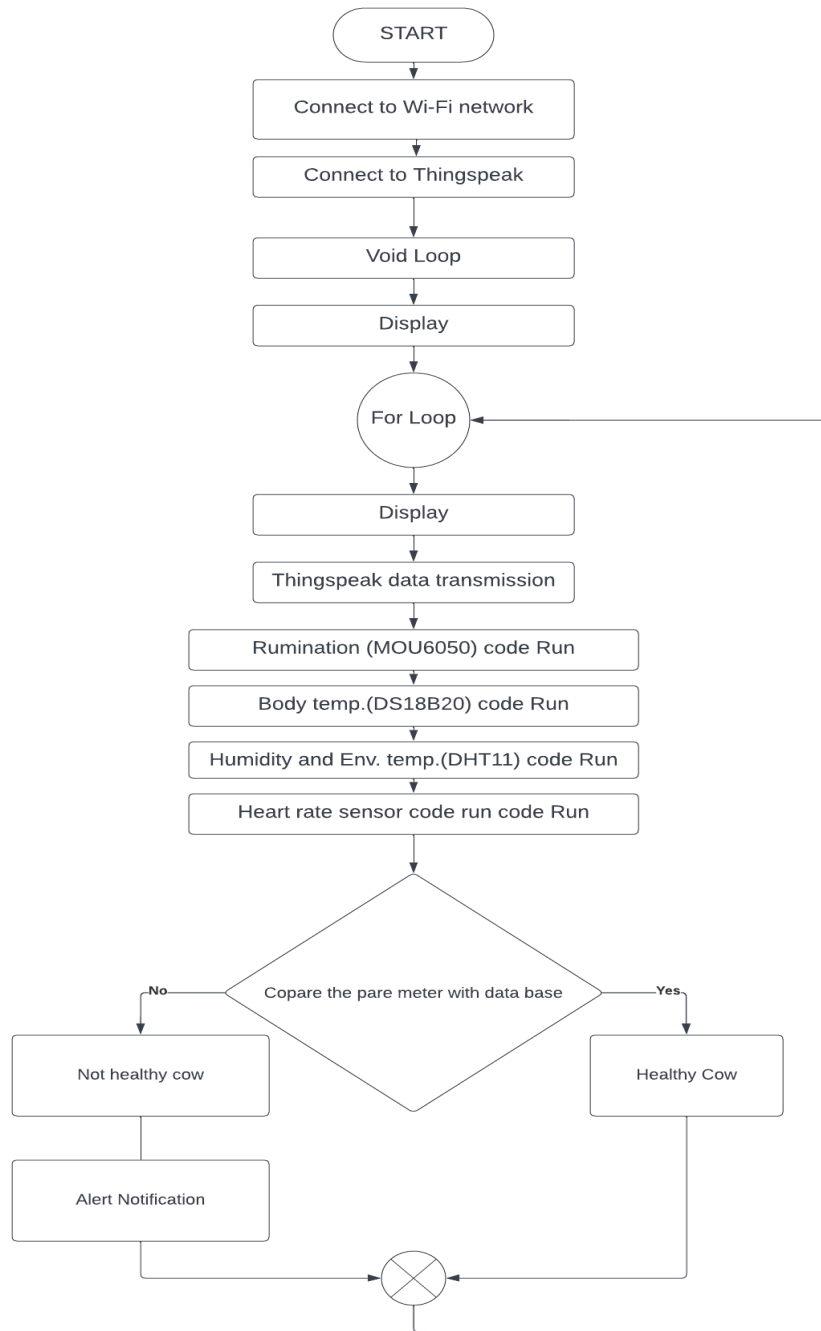 START
Connect to Wi-Fi network
Connect to Thingspeak
Void Loop
Display
For Loop
Display
Thingspeak data transmission
Rumination (MOU6050) code Run
Body temp.(DS18B20) code Run
Humidity and Env. temp.(DHT11) code Run
Heart rate sensor code run code Run
Copare the pare meter with data base
No
Yes
Not healthy cow
Healthy Cow
Alert Notification